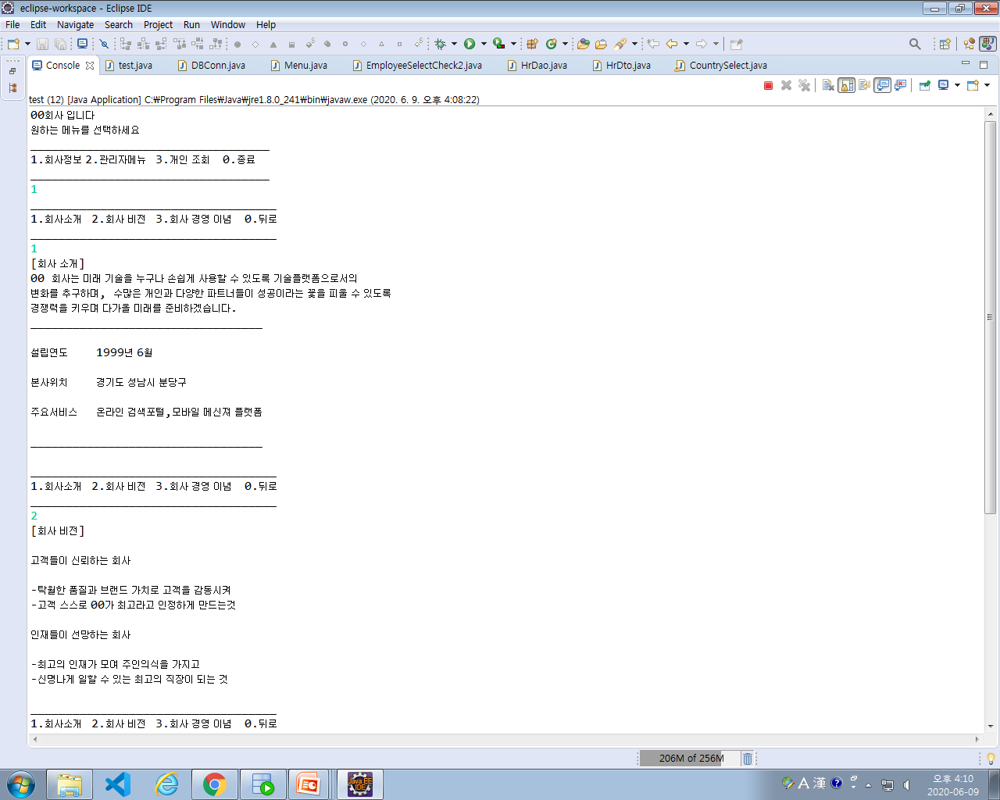 eclipse-workspace - Eclipse IDE
File Edit Navigate Search Project Run Window Help
Console test.java DBConn.java Menu.java EmployeeSelectCheck2.java HrDao.java HrDto.java CountrySelect.java
test (12) [Java Application] C:₩Program Files₩Java₩jre1.8.0_241₩bin₩javaw.exe (2020. 6. 9. 오후 4:08:22)
00회사 입니다
원하는 메뉴를 선택하세요
__________________________________
1.회사정보 2.관리자메뉴 3.개인 조회 0.종료
__________________________________
1
___________________________________
1.회사소개 2.회사 비전 3.회사 경영 이념 0.뒤로
___________________________________
1
[회사 소개]
00 회사는 미래 기술을 누구나 손쉽게 사용할 수 있도록 기술플랫폼으로서의
변화를 추구하며, 수많은 개인과 다양한 파트너들이 성공이라는 꽃을 피울 수 있도록
경쟁력을 키우며 다가올 미래를 준비하겠습니다.
_________________________________
설립연도 1999년 6월
본사위치 경기도 성남시 분당구
주요서비스 온라인 검색포털,모바일 메신져 플랫폼
_________________________________
___________________________________
1.회사소개 2.회사 비전 3.회사 경영 이념 0.뒤로
___________________________________
2
[회사 비전]
고객들이 신뢰하는 회사
-탁월한 품질과 브랜드 가치로 고객을 감동시켜
-고객 스스로 00가 최고라고 인정하게 만드는것
인재들이 선망하는 회사
-최고의 인재가 모여 주인의식을 가지고
-신명나게 일할 수 있는 최고의 직장이 되는 것
___________________________________
1.회사소개 2.회사 비전 3.회사 경영 이념 0.뒤로
206M of 256M
Java EE
IDE
A 漢
오후 4:10
2020-06-09